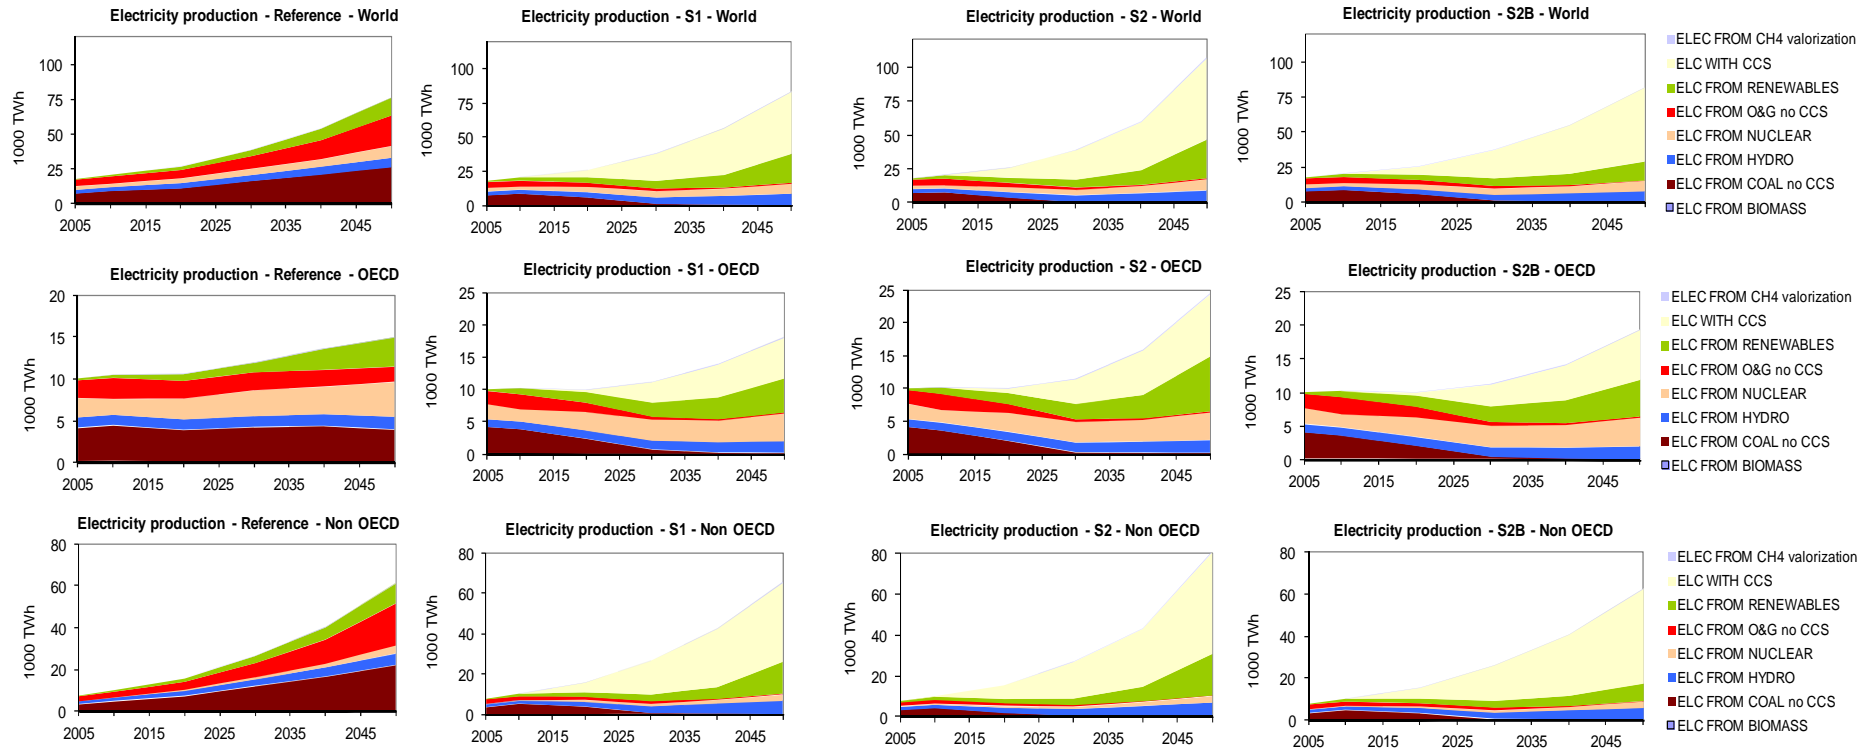 Electricity production - Reference - World
1000 TWh
100
75
50
25
0
2005 2015 2025 2035 2045
Electricity production - S1 - World
1000 TWh
100
75
50
25
0
2005 2015 2025 2035 2045
Electricity production - S2 - World
1000 TWh
100
75
50
25
0
2005 2015 2025 2035 2045
Electricity production - S2B - World
1000 TWh
100
75
50
25
0
2005 2015 2025 2035 2045
ELEC FROM CH4 valorization
ELC WITH CCS
ELC FROM RENEWABLES
ELC FROM O&G no CCS
ELC FROM NUCLEAR
ELC FROM HYDRO
ELC FROM COAL no CCS
ELC FROM BIOMASS
Electricity production - Reference - OECD
1000 TWh
20
15
10
5
0
2005 2015 2025 2035 2045
Electricity production - S1 - OECD
1000 TWh
25
20
15
10
5
0
2005 2015 2025 2035 2045
Electricity production - S2 - OECD
1000 TWh
25
20
15
10
5
0
2005 2015 2025 2035 2045
Electricity production - S2B - OECD
1000 TWh
25
20
15
10
5
0
2005 2015 2025 2035 2045
ELEC FROM CH4 valorization
ELC WITH CCS
ELC FROM RENEWABLES
ELC FROM O&G no CCS
ELC FROM NUCLEAR
ELC FROM HYDRO
ELC FROM COAL no CCS
ELC FROM BIOMASS
Electricity production - Reference - Non OECD
1000 TWh
80
60
40
20
0
2005 2015 2025 2035 2045
Electricity production - S1 - Non OECD
1000 TWh
80
60
40
20
0
2005 2015 2025 2035 2045
Electricity production - S2 - Non OECD
1000 TWh
80
60
40
20
0
2005 2015 2025 2035 2045
Electricity production - S2B - Non OECD
1000 TWh
80
60
40
20
0
2005 2015 2025 2035 2045
ELEC FROM CH4 valorization
ELC WITH CCS
ELC FROM RENEWABLES
ELC FROM O&G no CCS
ELC FROM NUCLEAR
ELC FROM HYDRO
ELC FROM COAL no CCS
ELC FROM BIOMASS